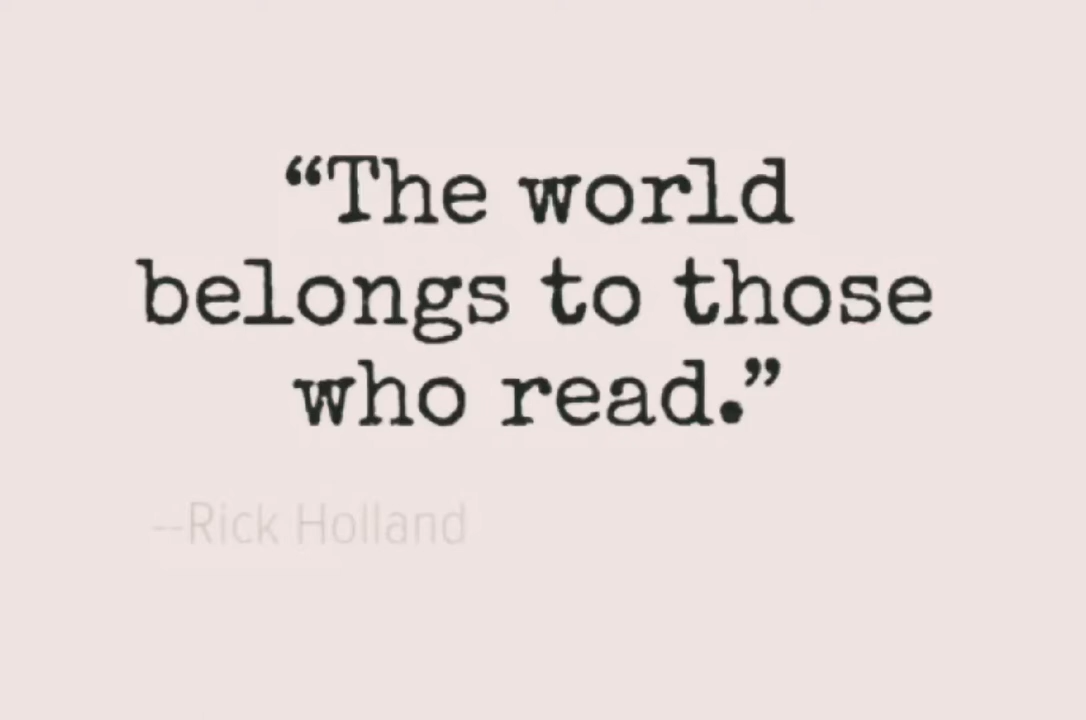 “The world
belongs to those
who read.”
--Rick Holland